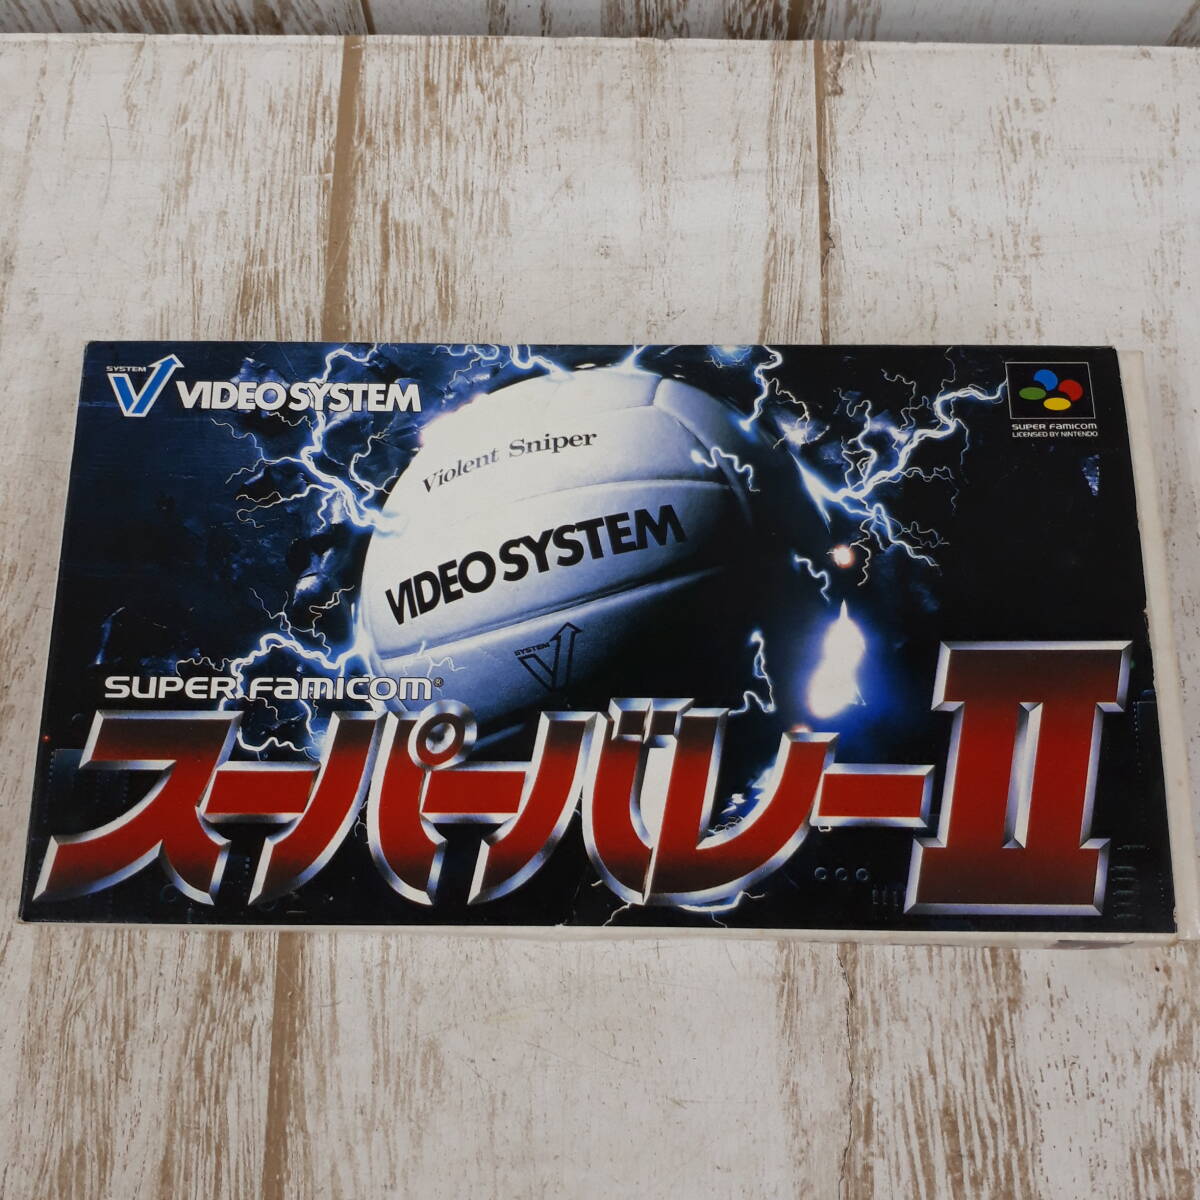 SYSTEM
VIDEO SYSTEM
SUPER FAMICOM
LICENSED BY NINTENDO
Violent Sniper
VIDEO SYSTEM
SYSTEM
SUPER FAMICOM®
スーパーバレーII